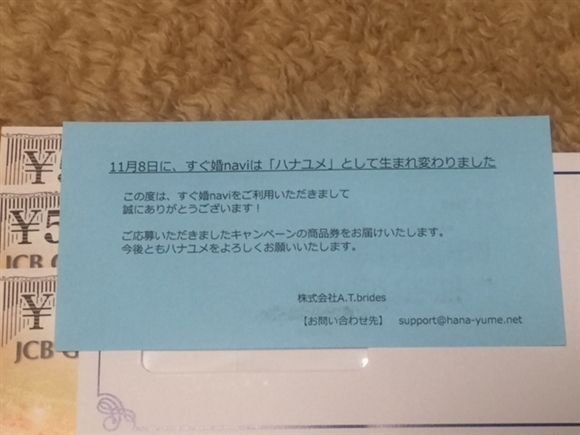 11月8日に、すぐ婚naviは「ハナユメ」として生まれ変わりました
この度は、すぐ婚naviをご利用いただきまして
誠にありがとうございます！
ご応募いただきましたキャンペーンの商品券をお届けいたします。
今後ともハナユメをよろしくお願いいたします。
株式会社A.T.brides
【お問い合わせ先】 support@hana-yume.net
¥5
¥5
JCB G
¥
JCB G